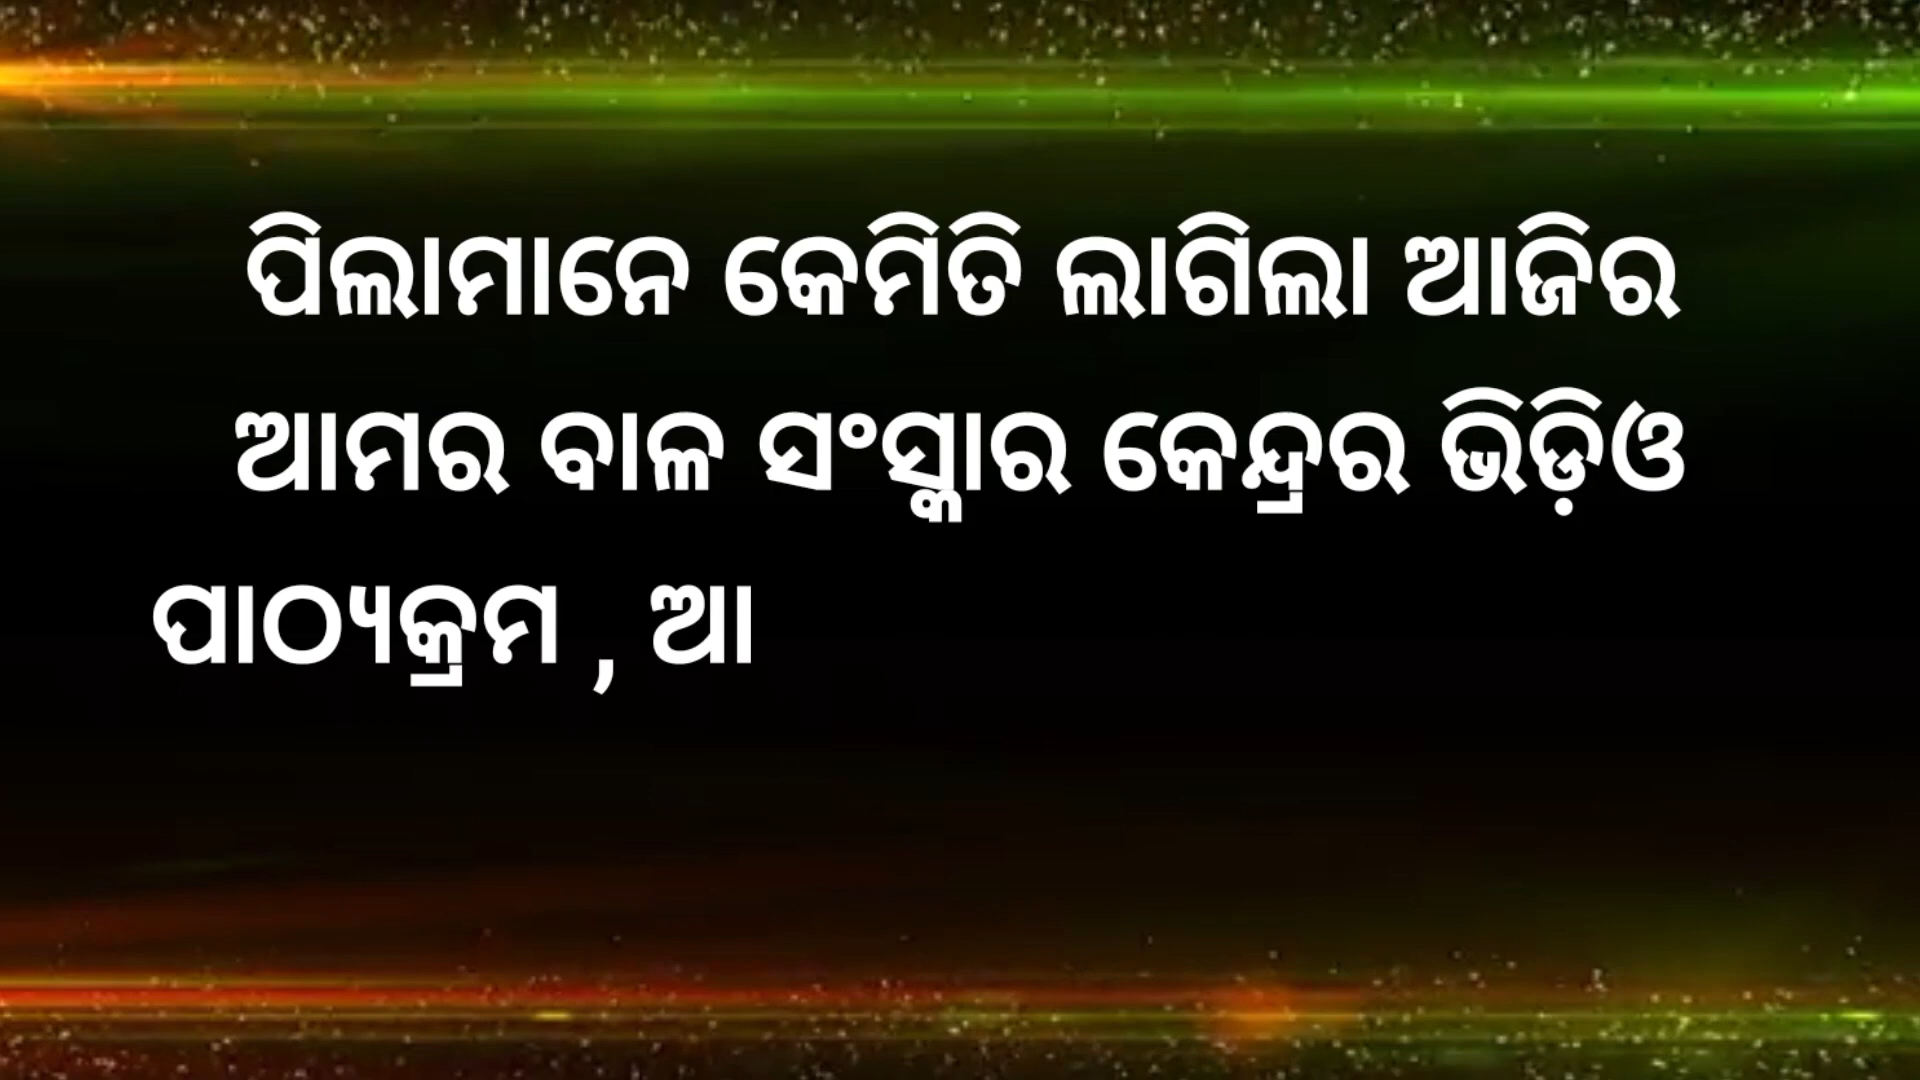 ପିଲାମାନେ କେମିତି ଲାଗିଲା ଆଜିର
ଆମର ବାଳ ସଂସ୍କାର କେନ୍ଦ୍ରର ଭିଡ଼ିଓ
ପାଠ୍ୟକ୍ରମ , ଆ